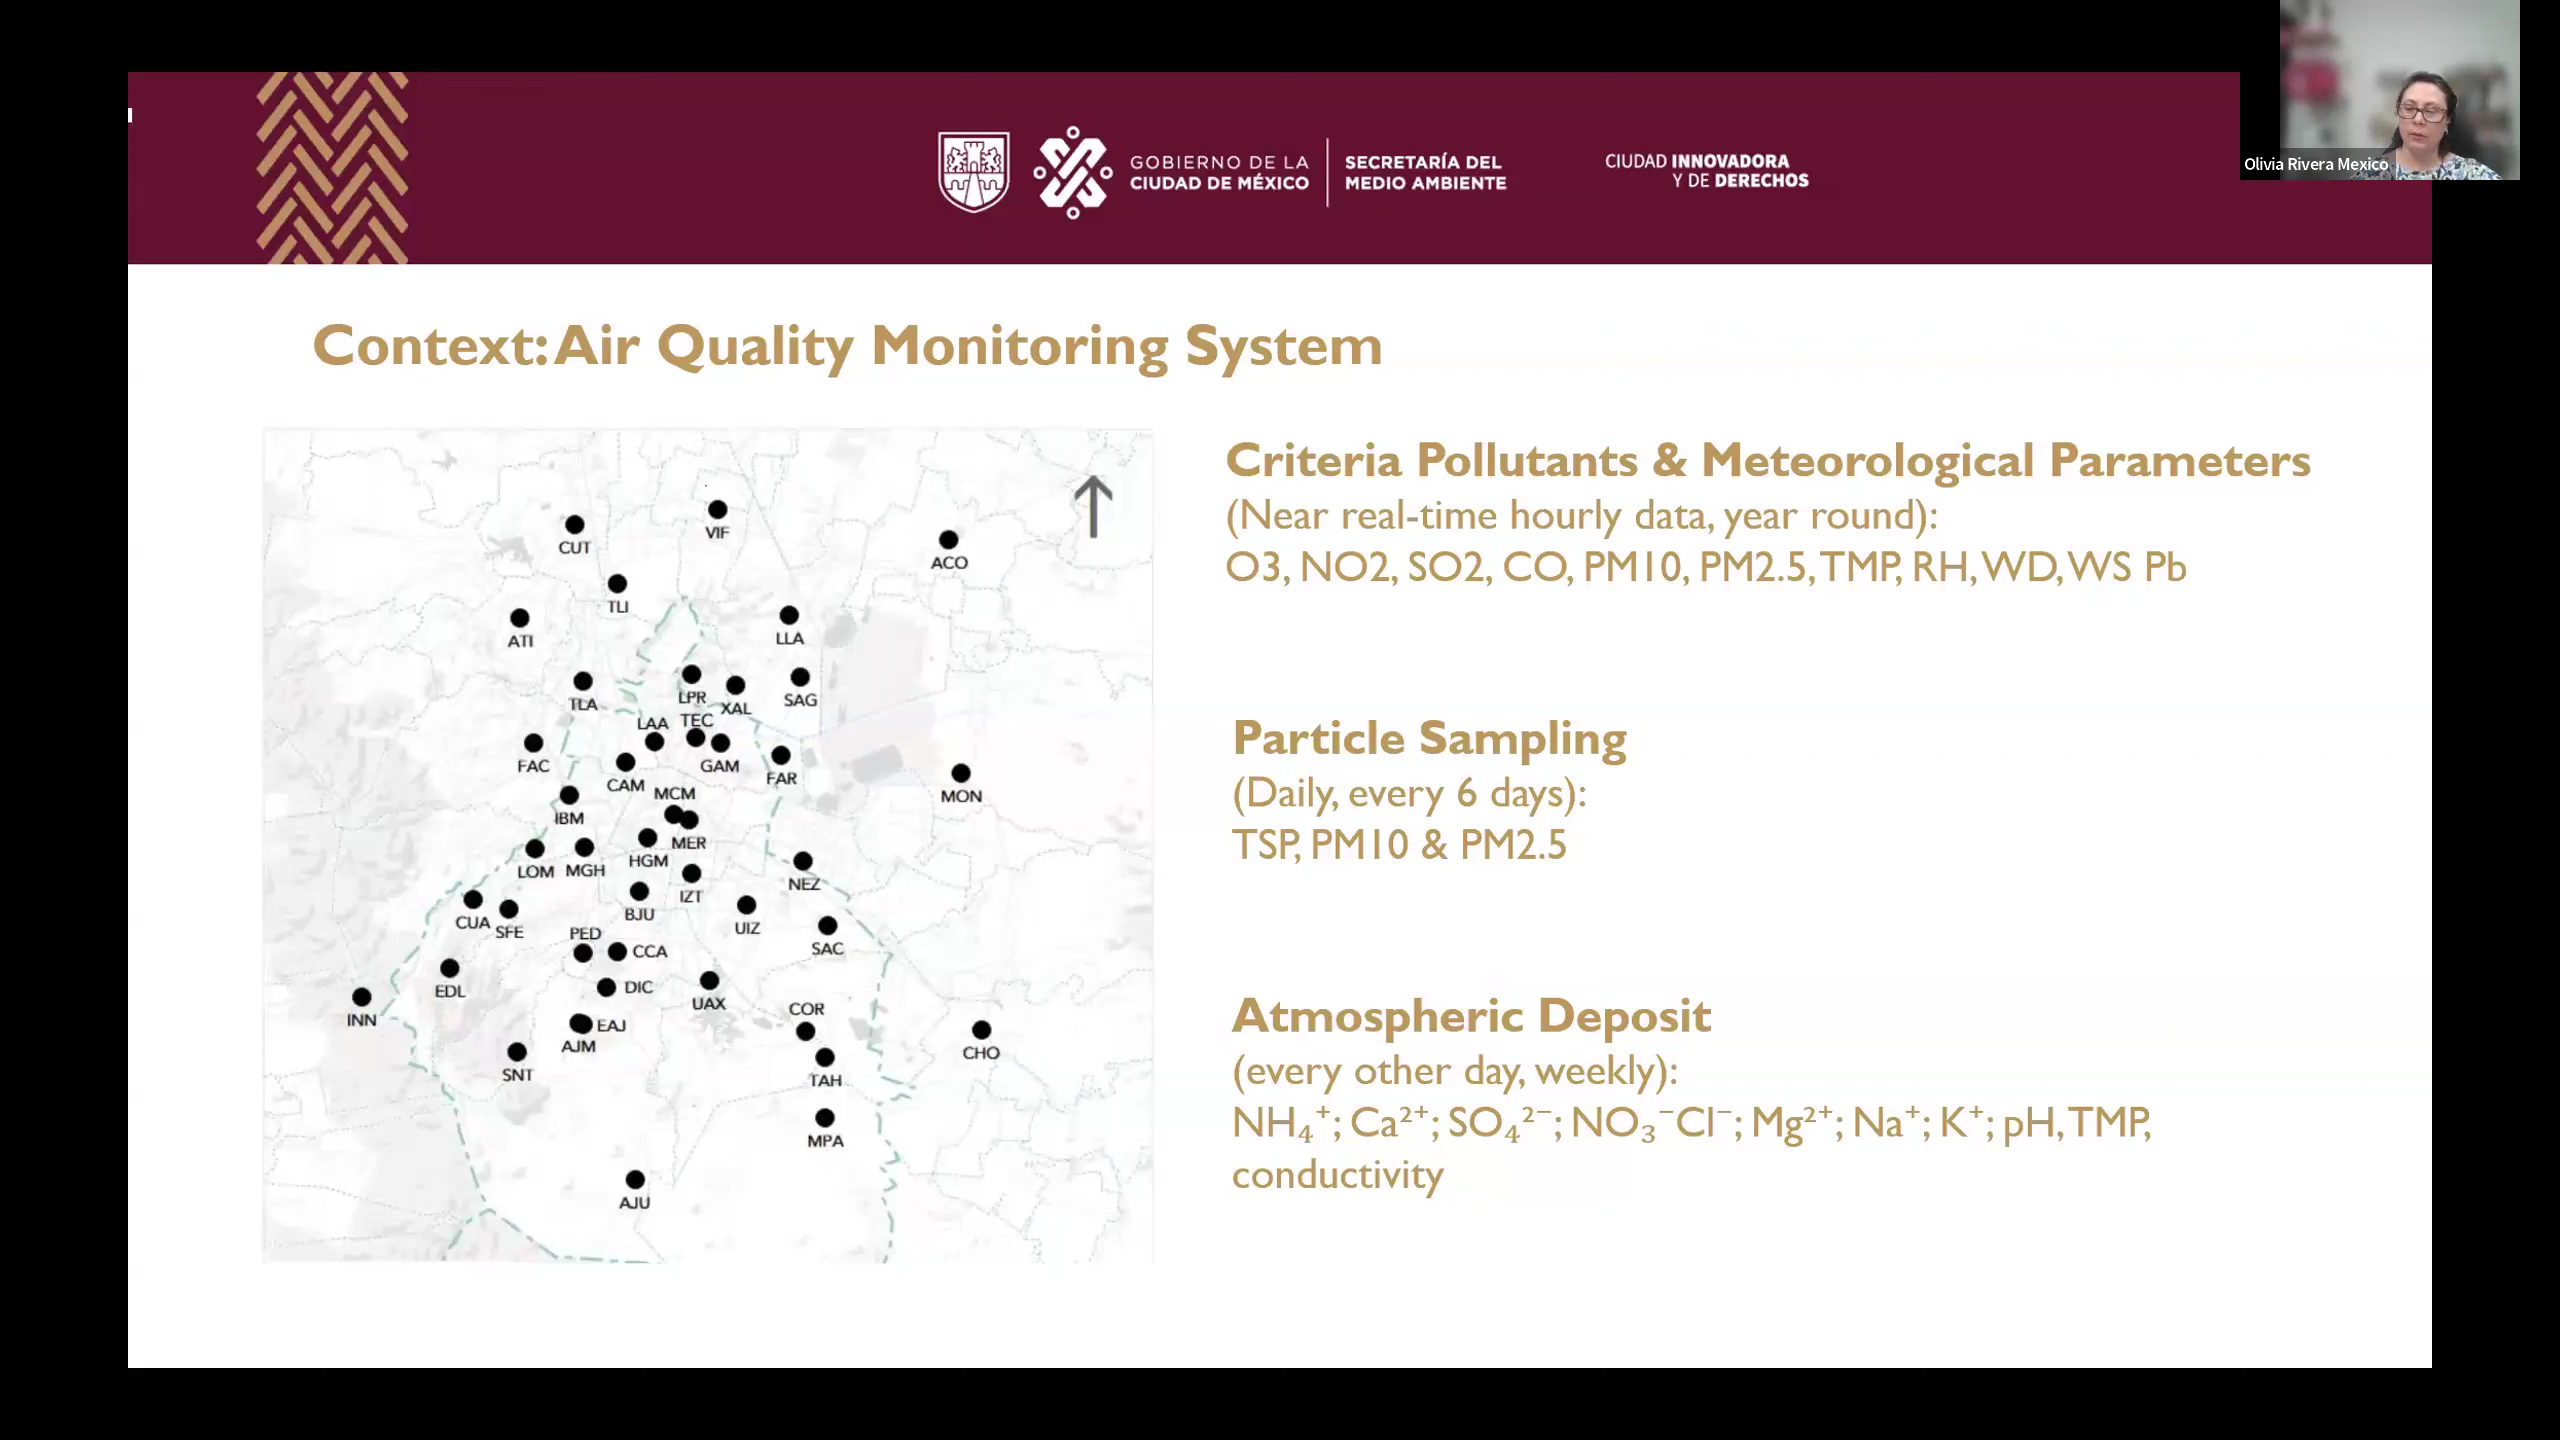 GOBIERNO DE LA
CIUDAD DE MÉXICO
SECRETARÍA DEL
MEDIO AMBIENTE
CIUDAD INNOVADORA
Y DE DERECHOS
Olivia Rivera Mexico
Context: Air Quality Monitoring System
CUT
VIF
ACO
TLI
ATI
LLA
TLA
LPR
XAL
SAG
LAA
TEC
FAC
GAM
FAR
CAM
MCM
MON
IBM
MER
HGM
LOM
MGH
NEZ
IZT
BJU
CUA
SFE
UIZ
PED
CCA
SAC
EDL
DIC
UAX
COR
INN
EAJ
AJM
CHO
SNT
TAH
MPA
AJU
Criteria Pollutants & Meteorological Parameters
(Near real-time hourly data, year round):
O3, NO2, SO2, CO, PM10, PM2.5, TMP, RH, WD, WS Pb
Particle Sampling
(Daily, every 6 days):
TSP, PM10 & PM2.5
Atmospheric Deposit
(every other day, weekly):
NH₄⁺; Ca²⁺; SO₄²⁻; NO₃⁻Cl⁻; Mg²⁺; Na⁺; K⁺; pH, TMP,
conductivity